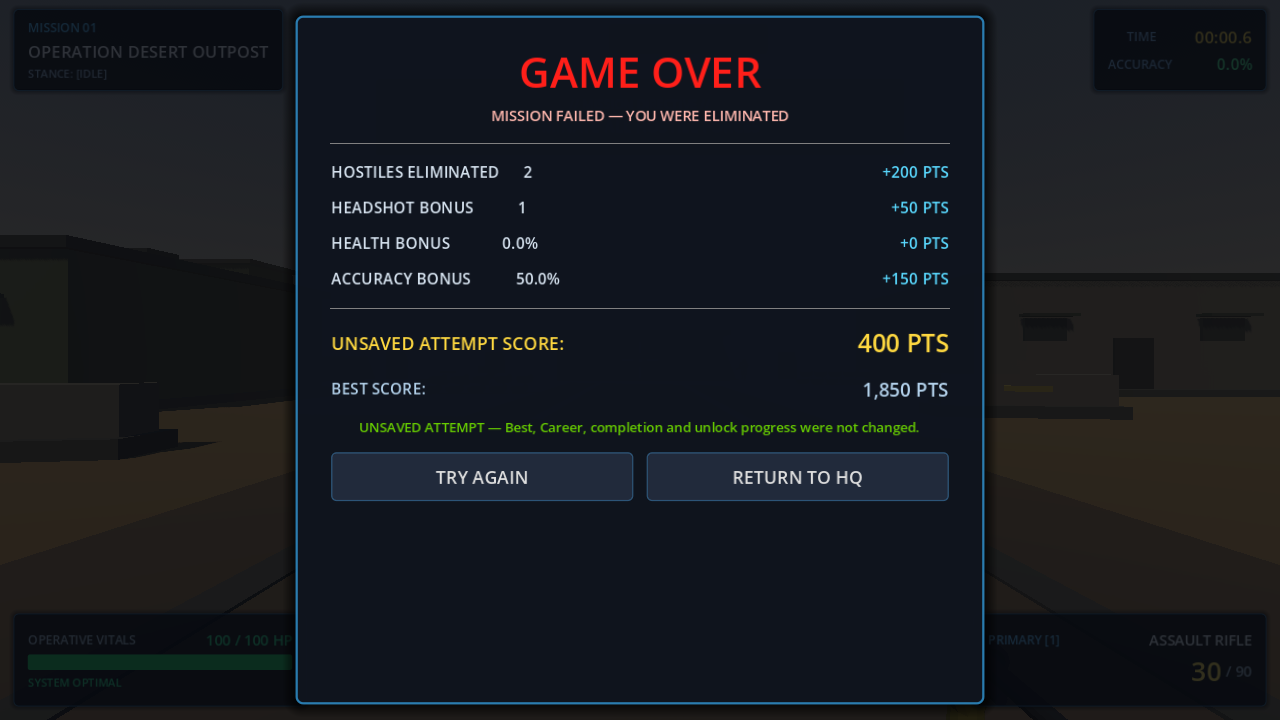 MISSION 01
OPERATION DESERT OUTPOST
STANCE: [IDLE]
TIME 00:00.6
ACCURACY 0.0%
GAME OVER
MISSION FAILED — YOU WERE ELIMINATED
HOSTILES ELIMINATED 2 +200 PTS
HEADSHOT BONUS 1 +50 PTS
HEALTH BONUS 0.0% +0 PTS
ACCURACY BONUS 50.0% +150 PTS
UNSAVED ATTEMPT SCORE: 400 PTS
BEST SCORE: 1,850 PTS
UNSAVED ATTEMPT — Best, Career, completion and unlock progress were not changed.
TRY AGAIN RETURN TO HQ
OPERATIVE VITALS 100 / 100 HP
SYSTEM OPTIMAL
PRIMARY [1] ASSAULT RIFLE
30 / 90